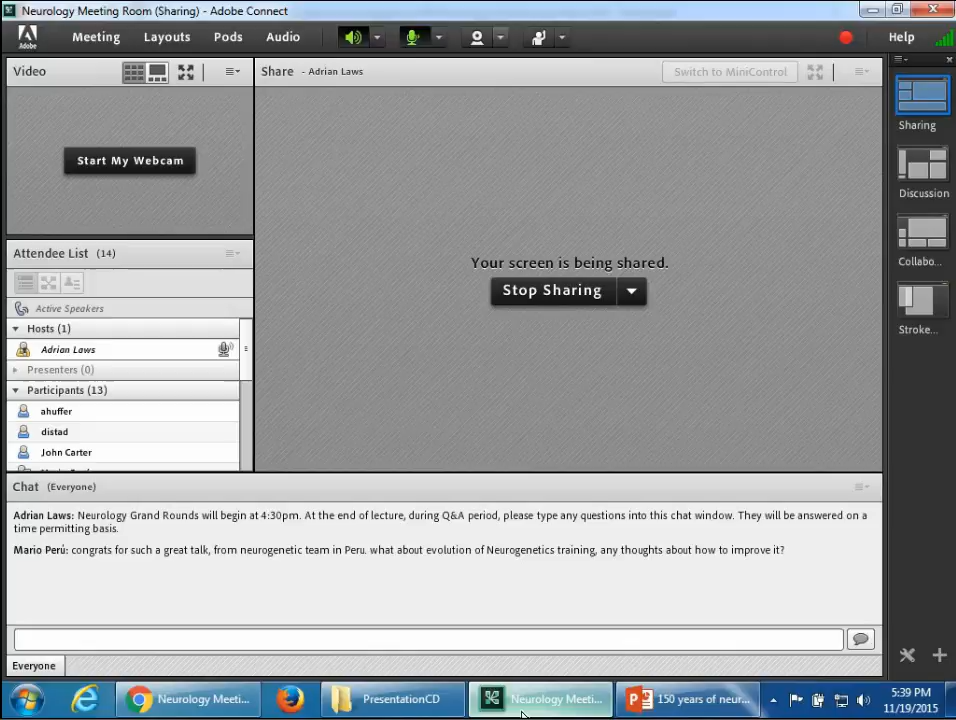 Neurology Meeting Room (Sharing) - Adobe Connect
Adobe
Meeting
Layouts
Pods
Audio
Help
Video
Start My Webcam
Attendee List (14)
Active Speakers
Hosts (1)
Adrian Laws
Presenters (0)
Participants (13)
ahuffer
distad
John Carter
Share - Adrian Laws
Switch to MiniControl
Your screen is being shared.
Stop Sharing
Sharing
Discussion
Collabo...
Stroke...
Chat (Everyone)
Adrian Laws: Neurology Grand Rounds will begin at 4:30pm. At the end of lecture, during Q&A period, please type any questions into this chat window. They will be answered on a
time permitting basis.
Mario Perú: congrats for such a great talk, from neurogenetic team in Peru. what about evolution of Neurogenetics training, any thoughts about how to improve it?
Everyone
Neurology Meeti...
PresentationCD
Neurology Meeti...
150 years of neur...
5:39 PM
11/19/2015